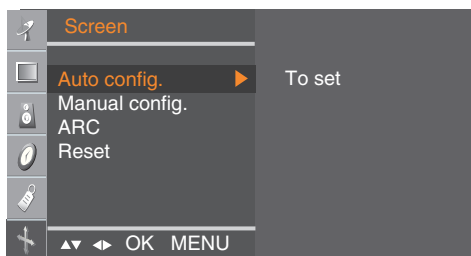 Screen
Auto config. To set
Manual config.
ARC
Reset
OK MENU